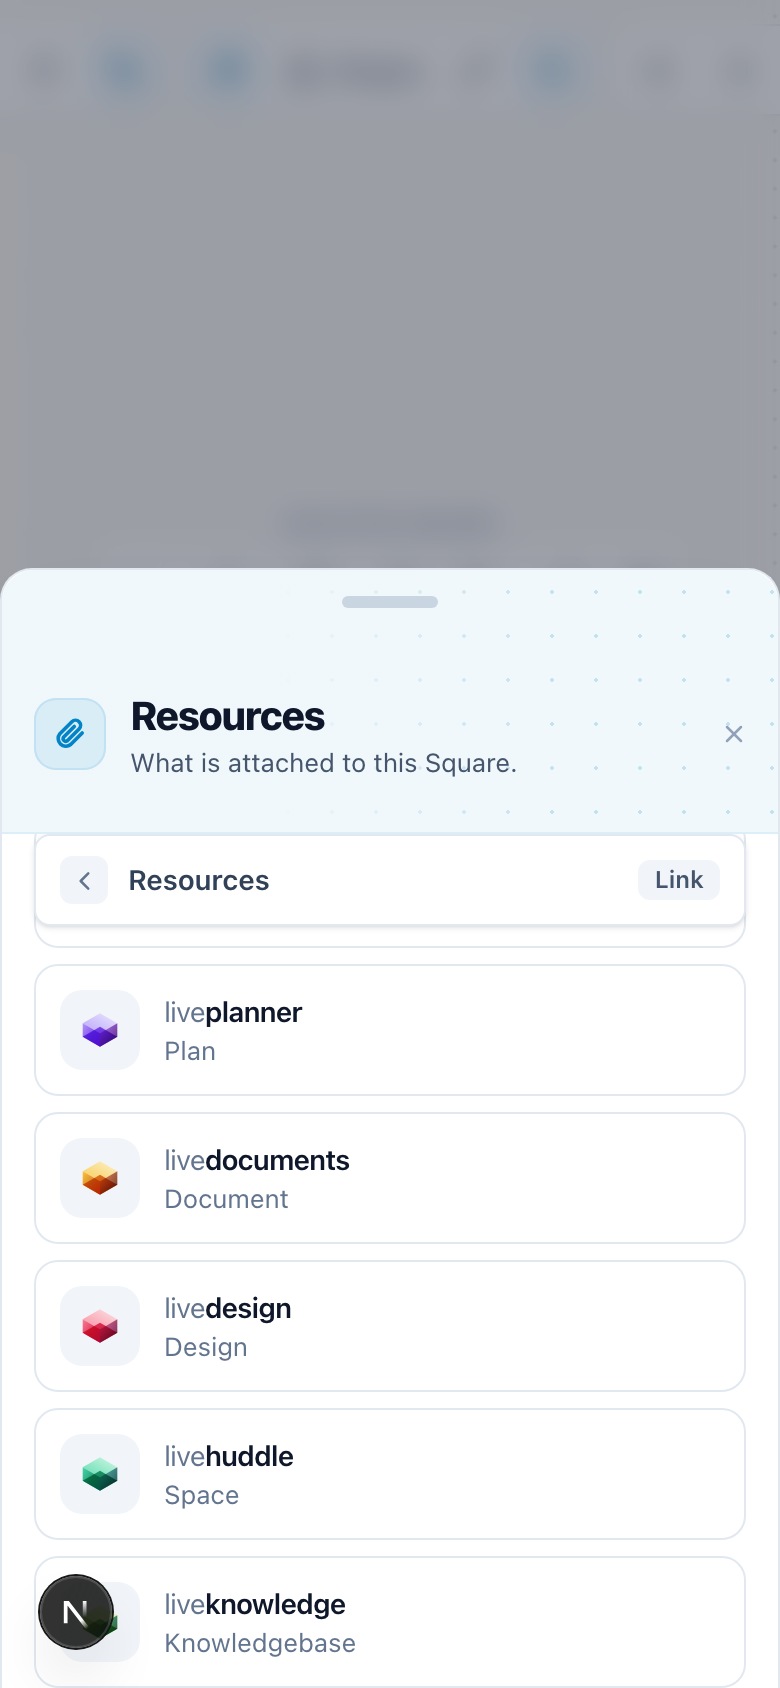 Resources
What is attached to this Square.
Resources
Link
liveplanner
Plan
livedocuments
Document
livedesign
Design
livehuddle
Space
N
liveknowledge
Knowledgebase